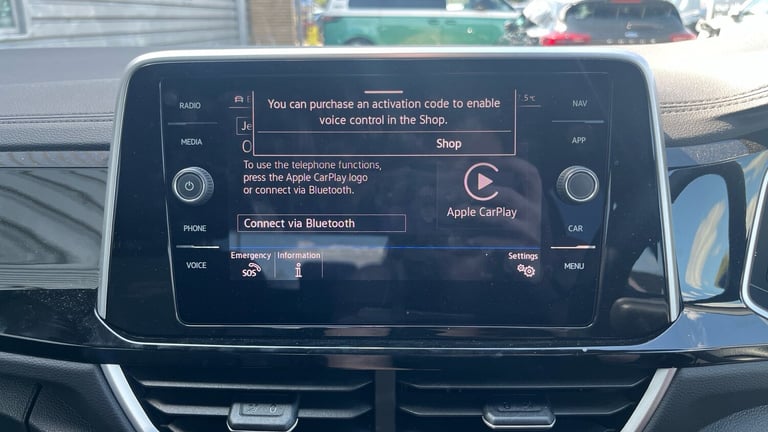 RADIO
MEDIA
PHONE
VOICE
You can purchase an activation code to enable
voice control in the Shop.
Shop
5 °C
Je
O
To use the telephone functions,
press the Apple CarPlay logo
or connect via Bluetooth.
Connect via Bluetooth
Apple CarPlay
Emergency
SOS
Information
Settings
NAV
APP
CAR
MENU